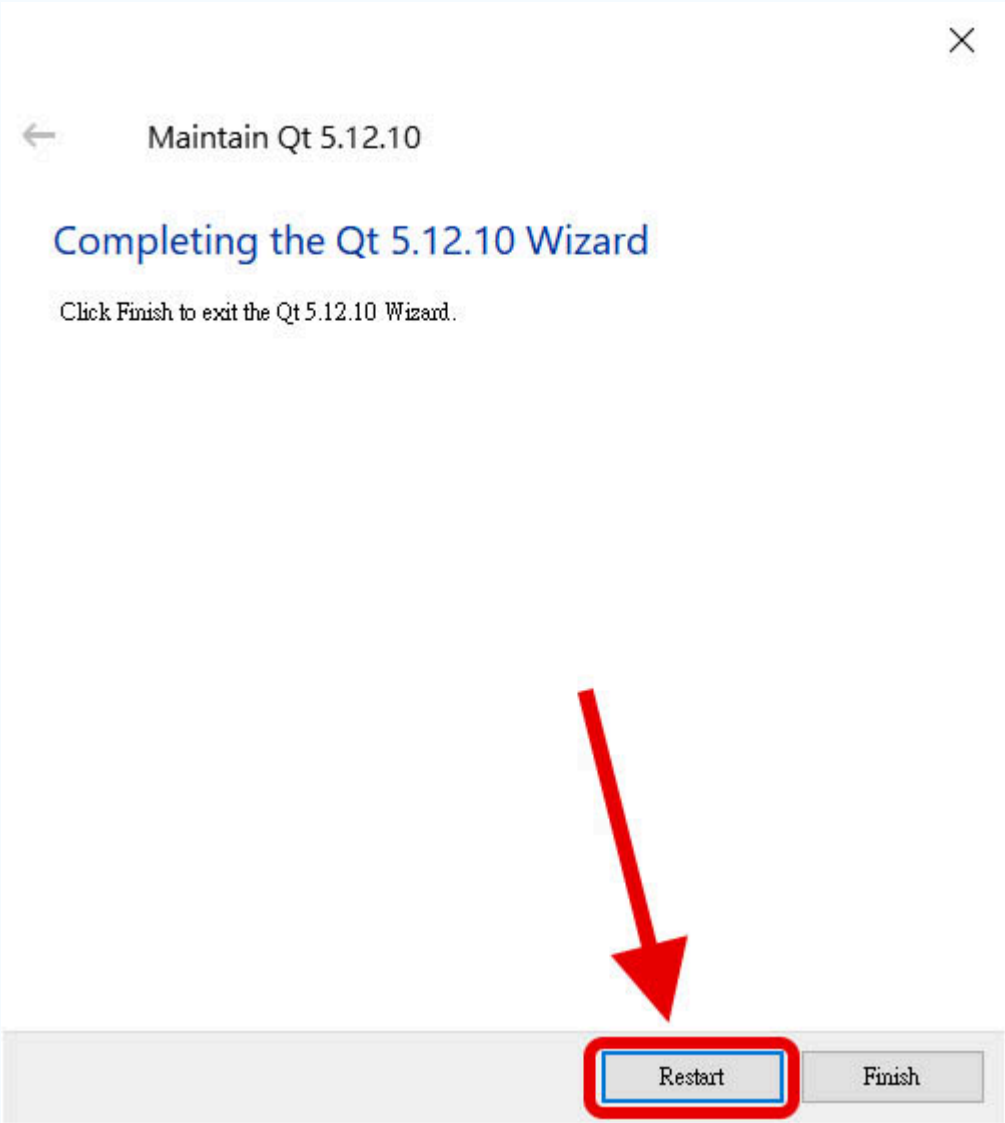 Maintain Qt 5.12.10
Completing the Qt 5.12.10 Wizard
Click Finish to exit the Qt 5.12.10 Wizard.
Restart
Finish